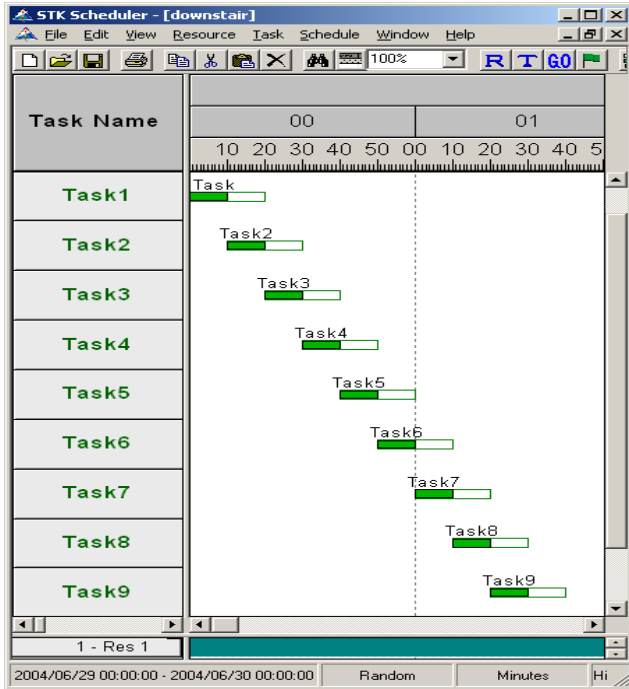 STK Scheduler - [downstair]
File Edit View Resource Task Schedule Window Help
100% R T GO
Task Name
00 01
10 20 30 40 50 00 10 20 30 40 5
Task1 Task
Task2 Task2
Task3 Task3
Task4 Task4
Task5 Task5
Task6 Task6
Task7 Task7
Task8 Task8
Task9 Task9
1 - Res 1
2004/06/29 00:00:00 - 2004/06/30 00:00:00 Random Minutes Hi